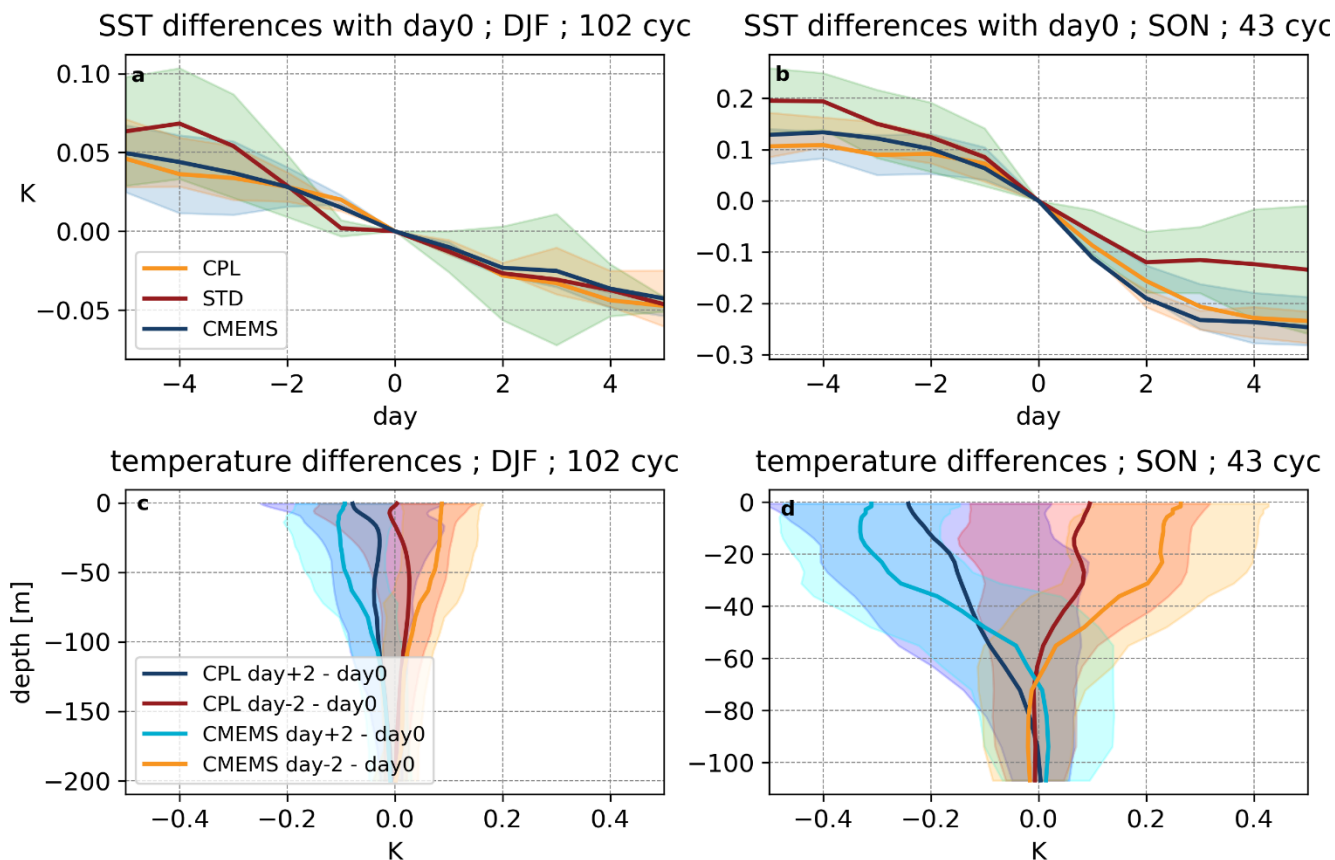 SST differences with day0 ; DJF ; 102 cyc
a
0.10
0.05
0.00
−0.05
K
CPL
STD
CMEMS
−4
−2
0
2
4
day
SST differences with day0 ; SON ; 43 cyc
b
0.2
0.1
0.0
−0.1
−0.2
−0.3
−4
−2
0
2
4
day
temperature differences ; DJF ; 102 cyc
c
0
−50
−100
−150
−200
depth [m]
CPL day+2 - day0
CPL day-2 - day0
CMEMS day+2 - day0
CMEMS day-2 - day0
−0.4
−0.2
0.0
0.2
0.4
K
temperature differences ; SON ; 43 cyc
d
0
−20
−40
−60
−80
−100
−0.4
−0.2
0.0
0.2
0.4
K